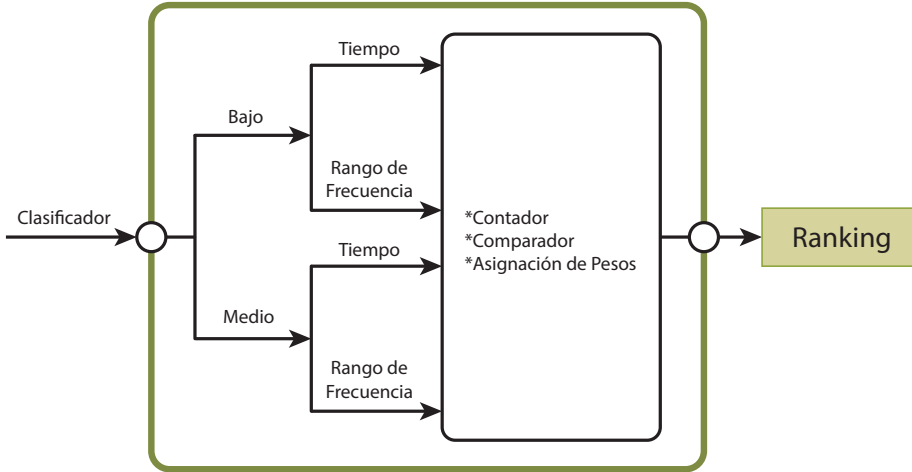 Clasificador
Bajo
Tiempo
Rango de
Frecuencia
Medio
Tiempo
Rango de
Frecuencia
*Contador
*Comparador
*Asignación de Pesos
Ranking